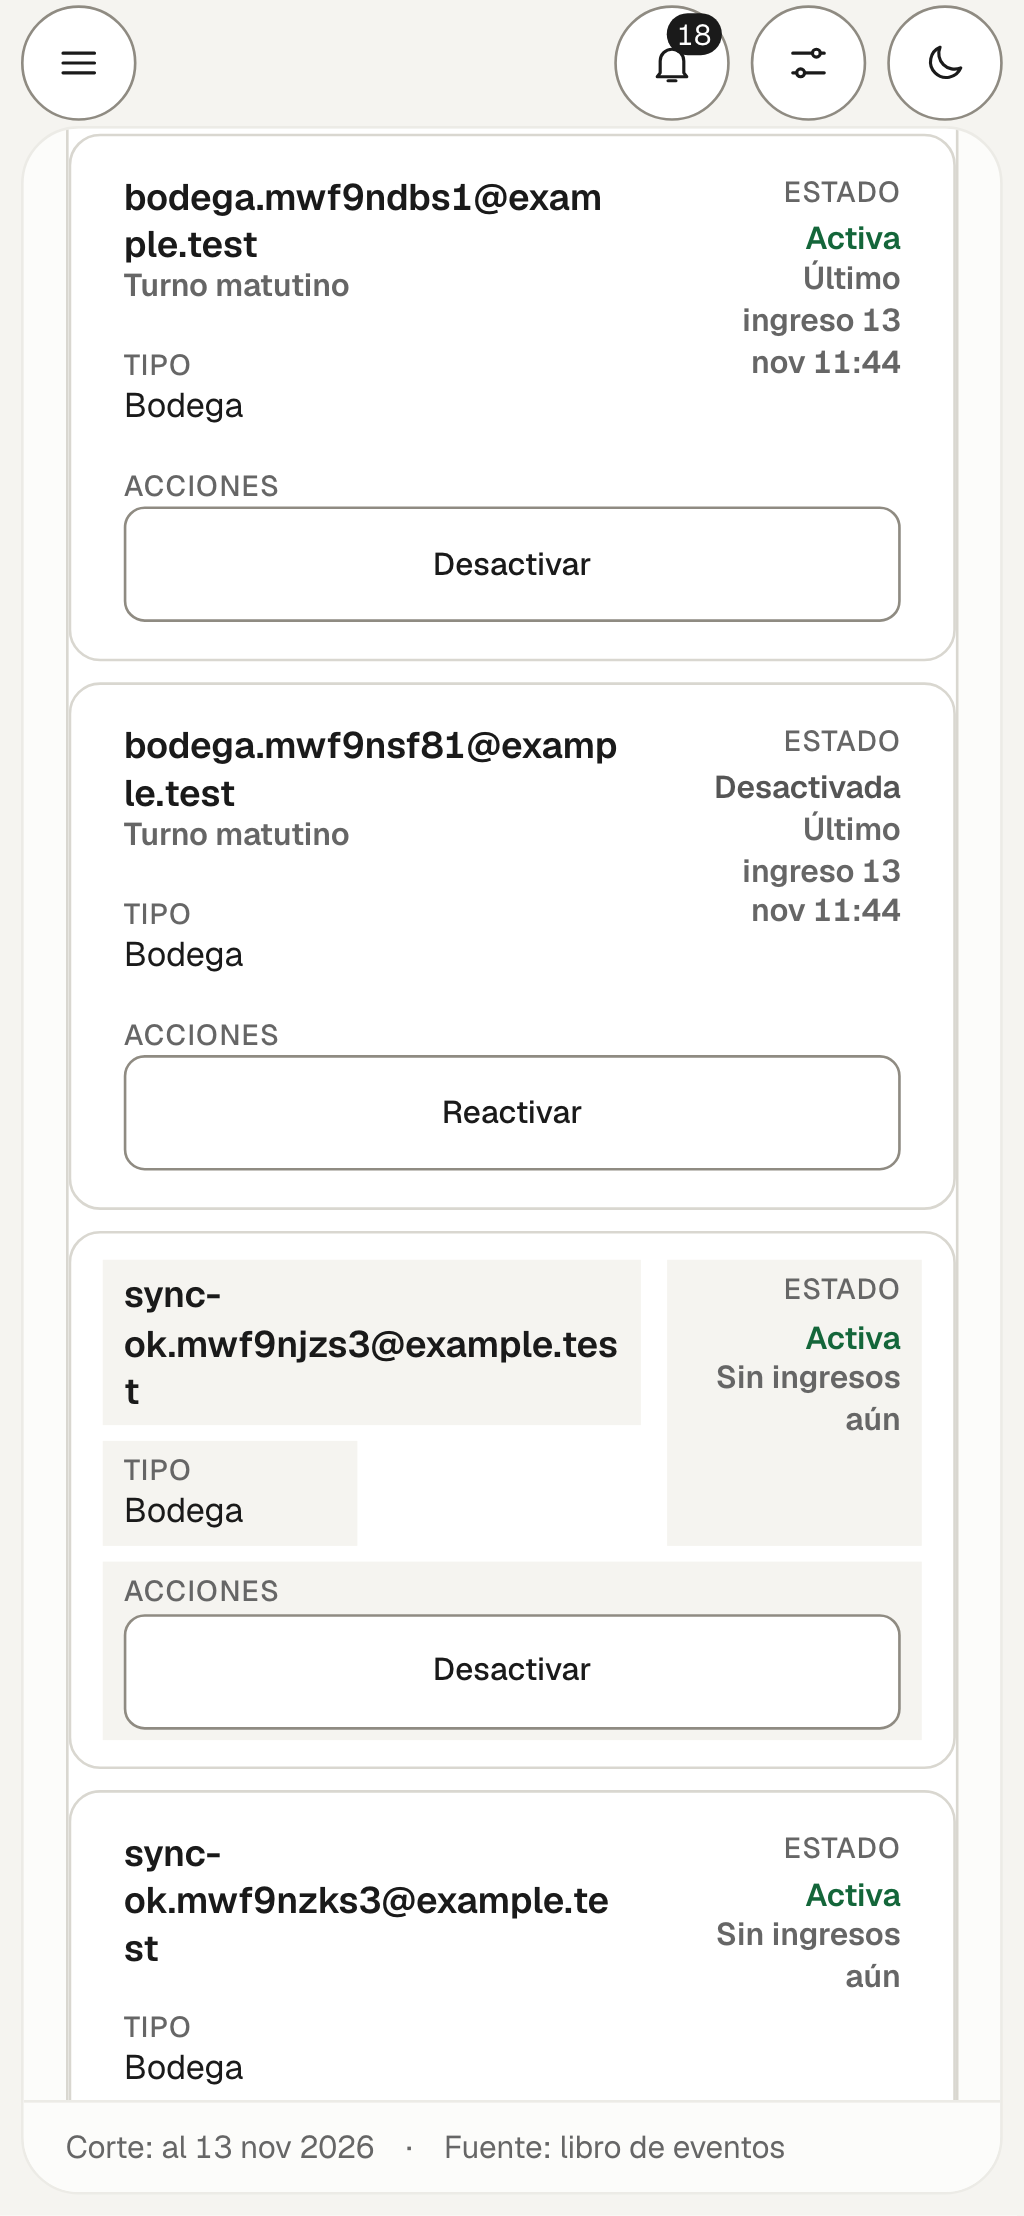 18
bodega.mwf9ndbs1@exam
ple.test
Turno matutino
ESTADO
Activa
Último
ingreso 13
nov 11:44
TIPO
Bodega
ACCIONES
Desactivar
bodega.mwf9nsf81@examp
le.test
Turno matutino
ESTADO
Desactivada
Último
ingreso 13
nov 11:44
TIPO
Bodega
ACCIONES
Reactivar
sync-
ok.mwf9njzs3@example.tes
t
ESTADO
Activa
Sin ingresos
aún
TIPO
Bodega
ACCIONES
Desactivar
sync-
ok.mwf9nzks3@example.te
st
ESTADO
Activa
Sin ingresos
aún
TIPO
Bodega
Corte: al 13 nov 2026 · Fuente: libro de eventos